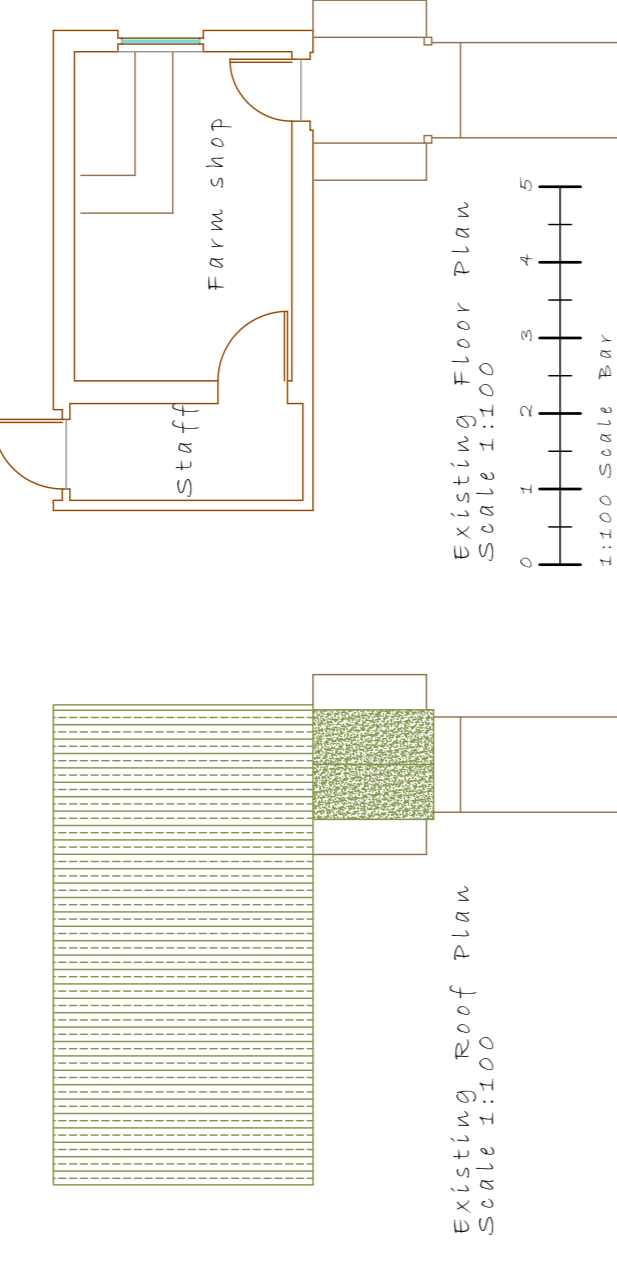 Farm shop
Staff
Existing Floor Plan
Scale 1:100
0 1 2 3 4 5
1:100 Scale Bar
Existing Roof Plan
Scale 1:100